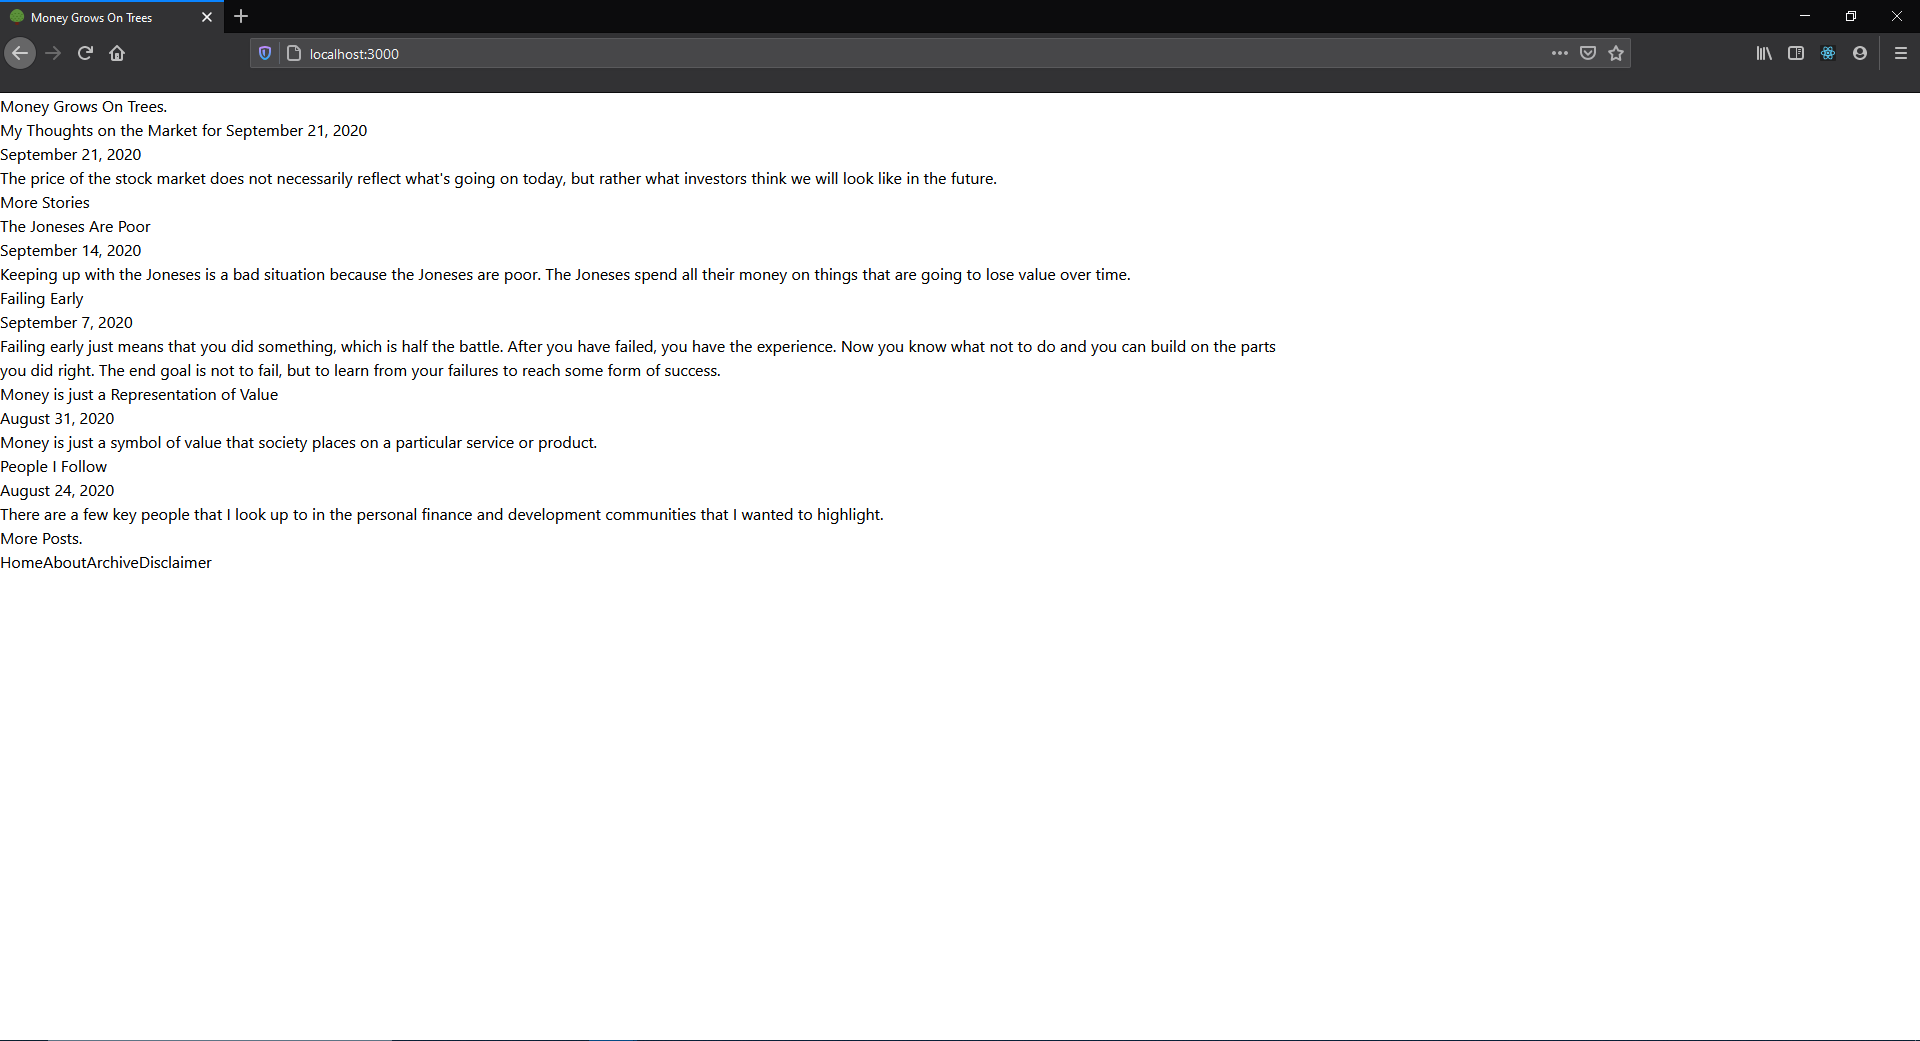 Money Grows On Trees
localhost:3000
Money Grows On Trees.
My Thoughts on the Market for September 21, 2020
September 21, 2020
The price of the stock market does not necessarily reflect what's going on today, but rather what investors think we will look like in the future.
More Stories
The Joneses Are Poor
September 14, 2020
Keeping up with the Joneses is a bad situation because the Joneses are poor. The Joneses spend all their money on things that are going to lose value over time.
Failing Early
September 7, 2020
Failing early just means that you did something, which is half the battle. After you have failed, you have the experience. Now you know what not to do and you can build on the parts
you did right. The end goal is not to fail, but to learn from your failures to reach some form of success.
Money is just a Representation of Value
August 31, 2020
Money is just a symbol of value that society places on a particular service or product.
People I Follow
August 24, 2020
There are a few key people that I look up to in the personal finance and development communities that I wanted to highlight.
More Posts.
HomeAboutArchiveDisclaimer